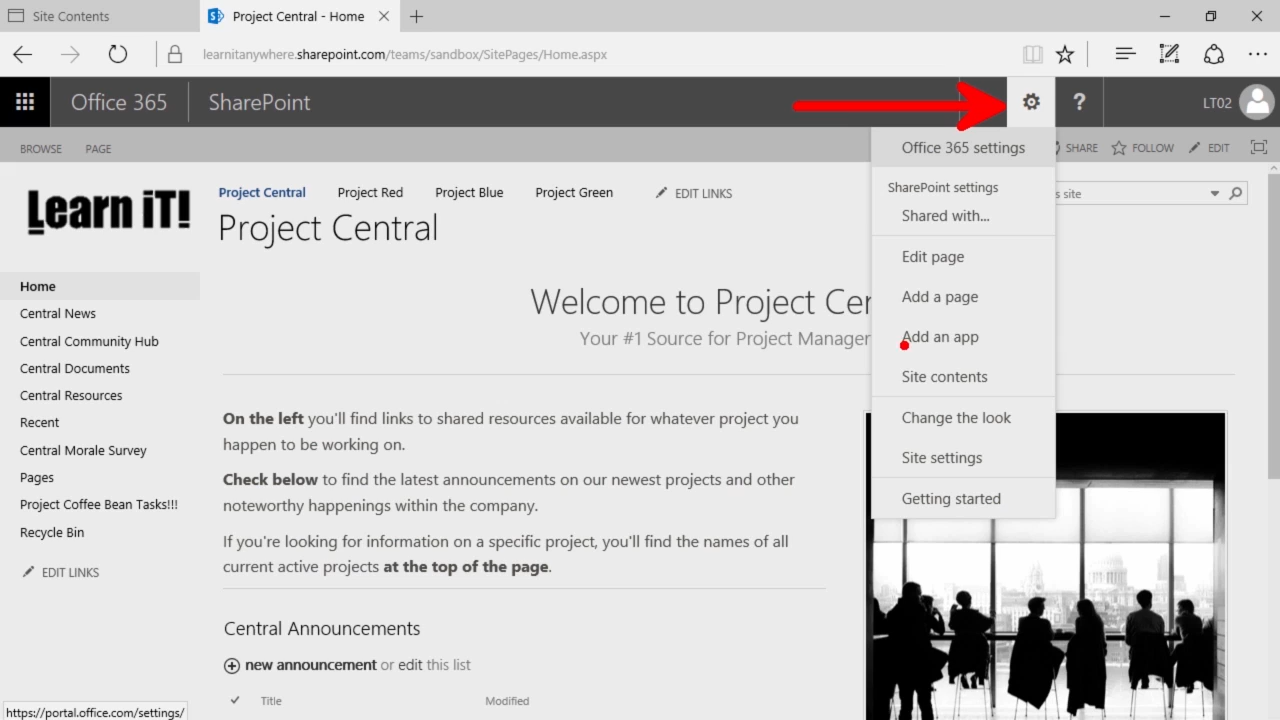 Site Contents
Project Central - Home
learnitanywhere.sharepoint.com/teams/sandbox/SitePages/Home.aspx
Office 365
SharePoint
?
LT02
BROWSE
PAGE
SHARE
FOLLOW
EDIT
Office 365 settings
SharePoint settings
Shared with...
Edit page
Add a page
Add an app
Site contents
Change the look
Site settings
Getting started
Learn iT!
Project Central
Project Red
Project Blue
Project Green
EDIT LINKS
s site
Project Central
Home
Central News
Central Community Hub
Central Documents
Central Resources
Recent
Central Morale Survey
Pages
Project Coffee Bean Tasks!!!
Recycle Bin
EDIT LINKS
Welcome to Project Cer
Your #1 Source for Project Manager
On the left you'll find links to shared resources available for whatever project you
happen to be working on.
Check below to find the latest announcements on our newest projects and other
noteworthy happenings within the company.
If you're looking for information on a specific project, you'll find the names of all
current active projects at the top of the page.
Central Announcements
new announcement or edit this list
Title
Modified
https://portal.office.com/settings/